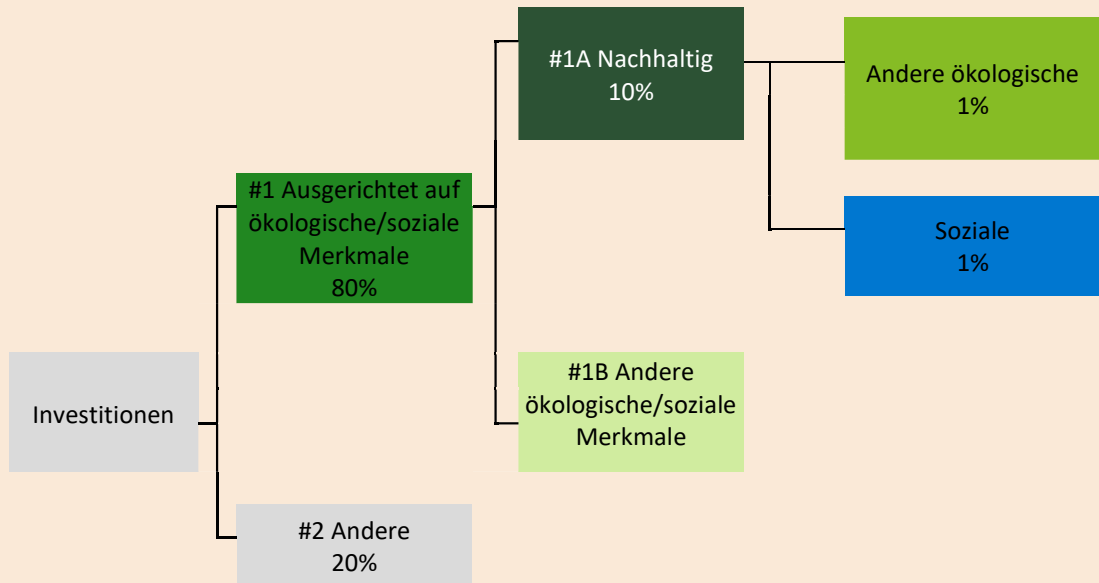 #1A Nachhaltig
10%
Andere ökologische
1%
#1 Ausgerichtet auf
ökologische/soziale
Merkmale
80%
Soziale
1%
#1B Andere
ökologische/soziale
Merkmale
Investitionen
#2 Andere
20%